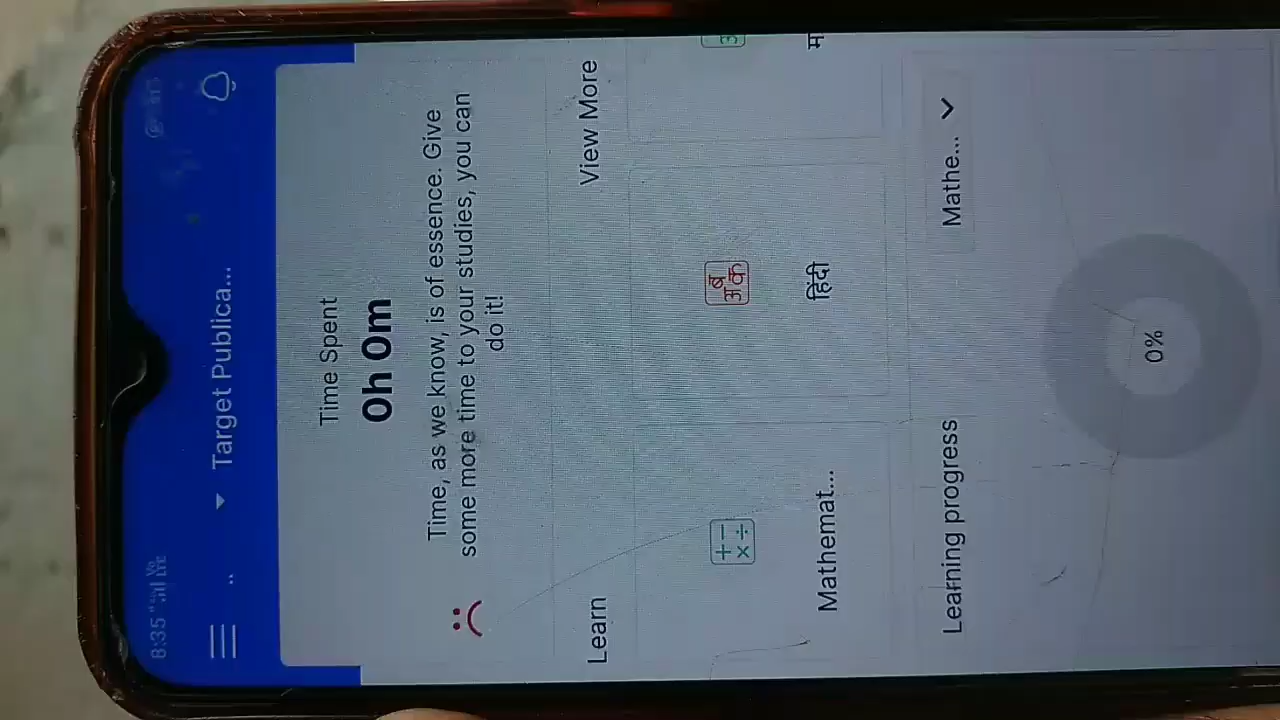 8:35
Target Publica...
Time Spent
0h 0m
Time, as we know, is of essence. Give
some more time to your studies, you can
do it!
Learn
View More
Mathemat...
हिंदी
Learning progress
Mathe...
0%